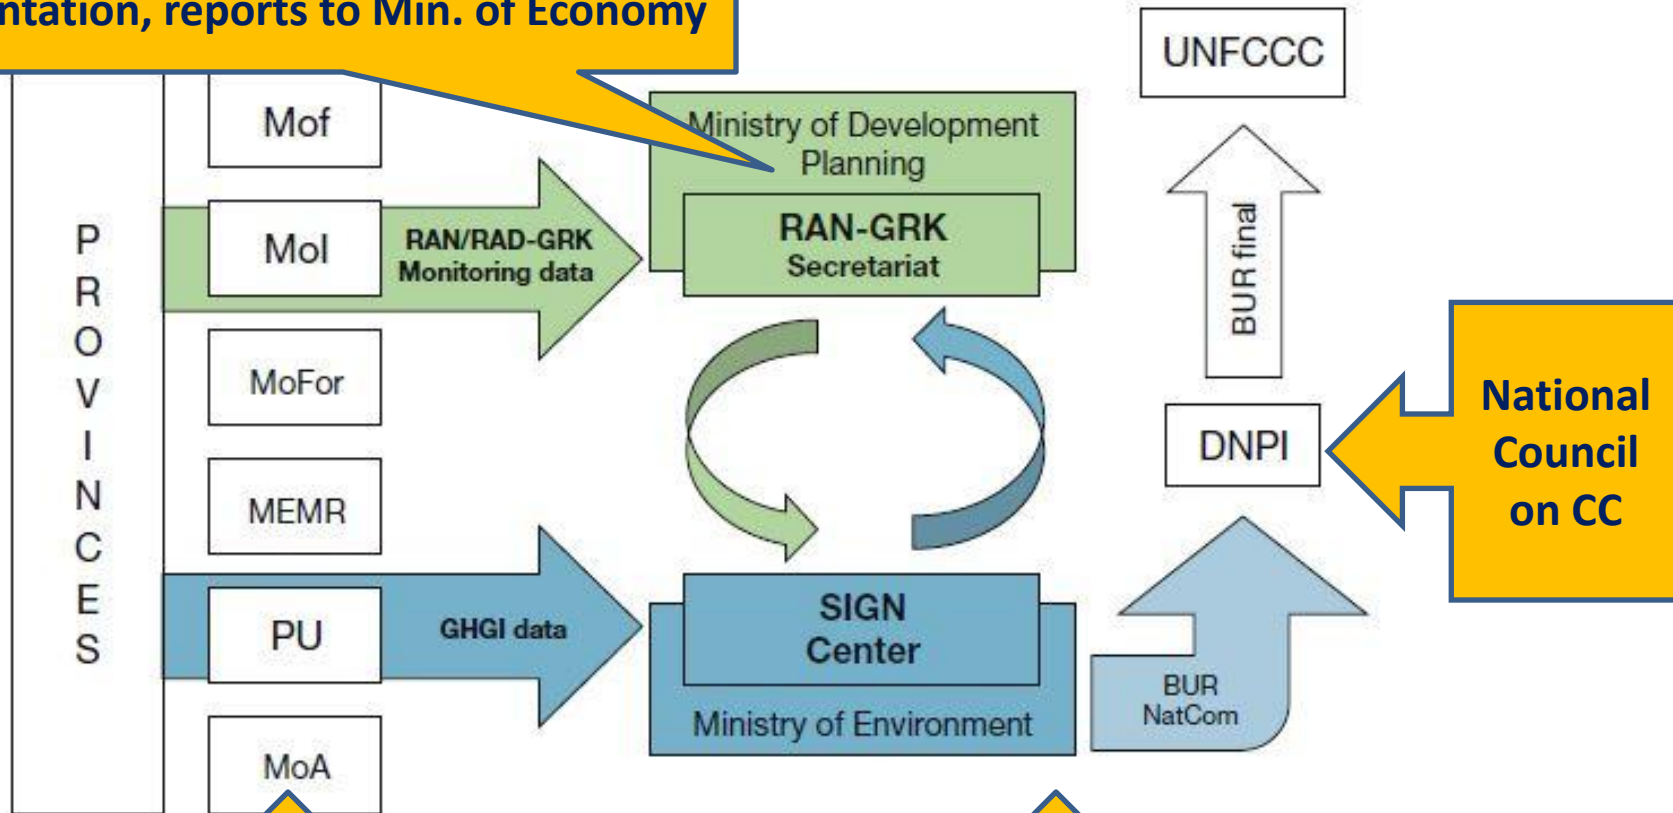 ntation, reports to Min. of Economy
UNFCCC
Mof
Ministry of Development
Planning
PROVINCES
MoI
RAN/RAD-GRK
Monitoring data
RAN-GRK
Secretariat
BUR final
MoFor
National
Council
on CC
DNPI
MEMR
PU
GHGI data
SIGN
Center
BUR
NatCom
Ministry of Environment
MoA